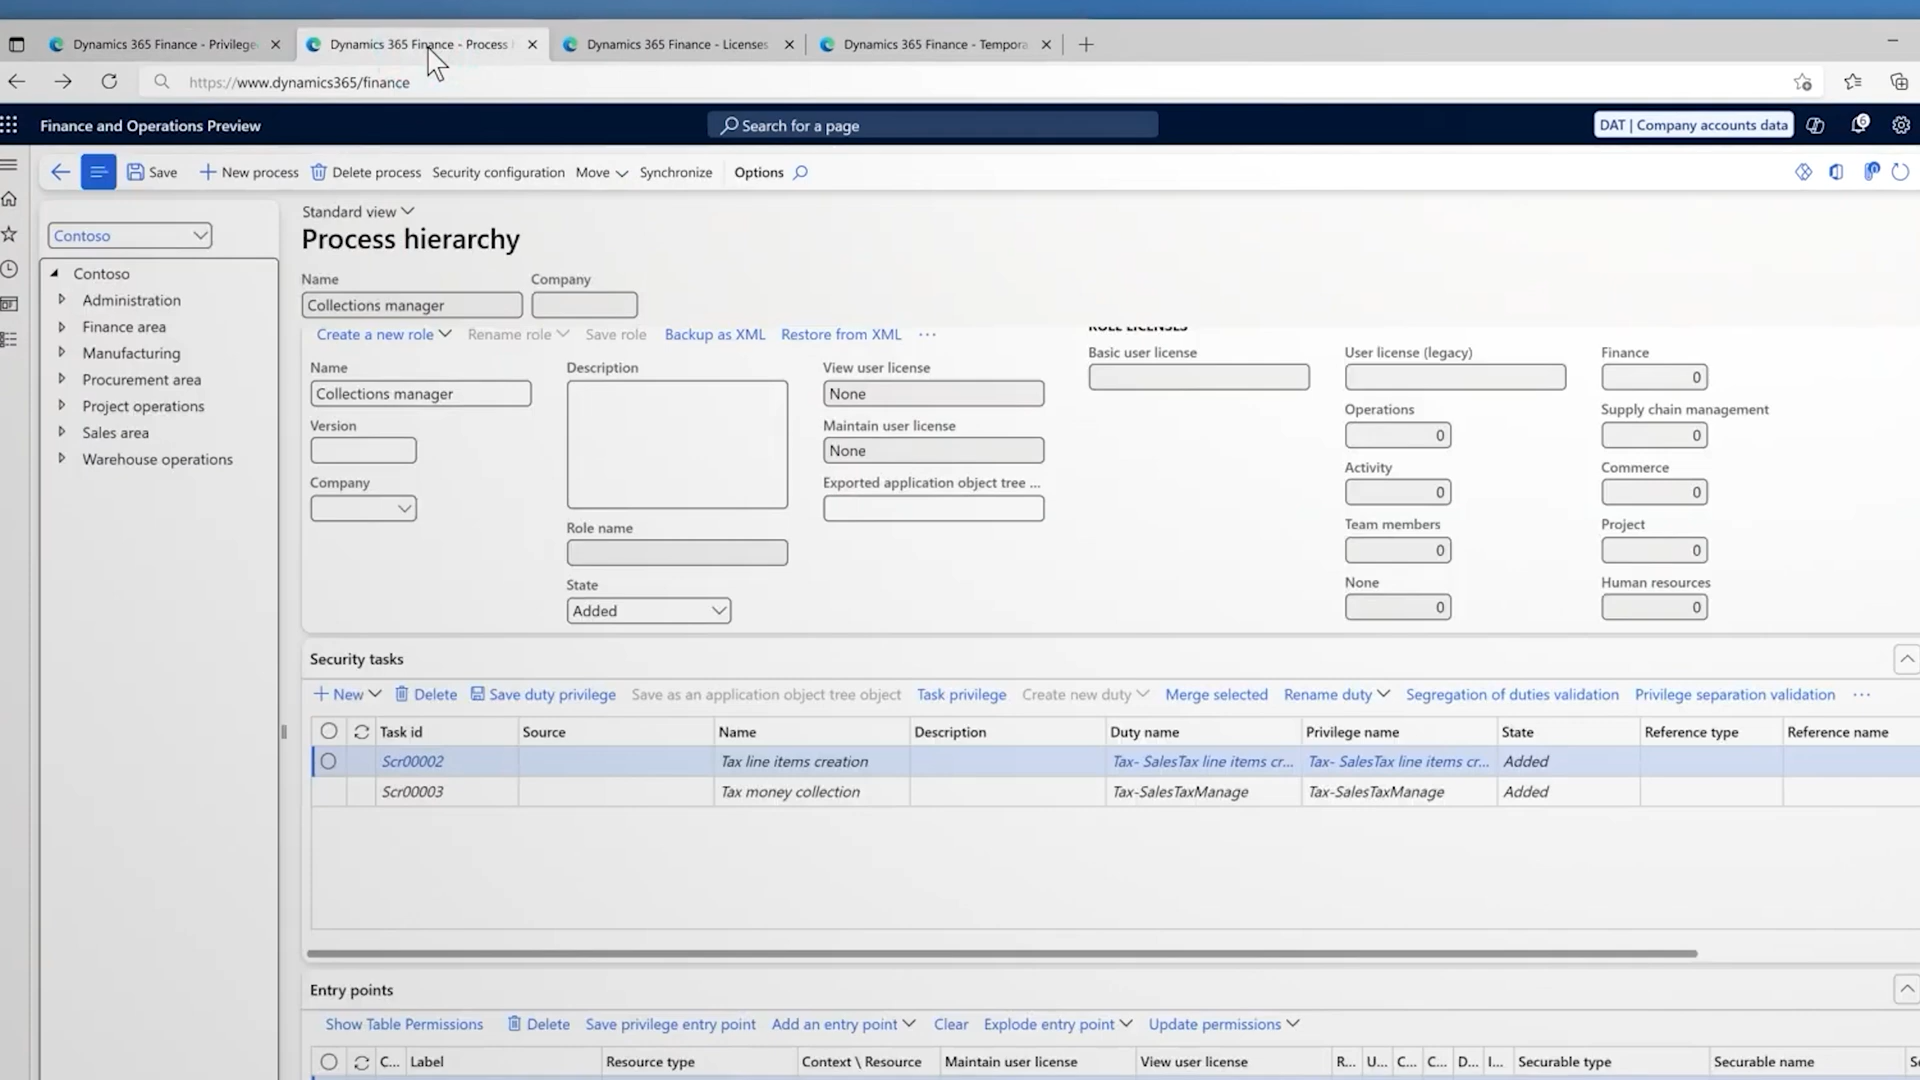 Dynamics 365 Finance - Privilege
Dynamics 365 Finance - Process
Dynamics 365 Finance - Licenses
Dynamics 365 Finance - Tempora
https://www.dynamics365/finance
Finance and Operations Preview
Search for a page
DAT | Company accounts data
6
Save
New process
Delete process
Security configuration
Move
Synchronize
Options
Contoso
Contoso
Administration
Finance area
Manufacturing
Procurement area
Project operations
Sales area
Warehouse operations
Standard view
Process hierarchy
Name Company
Collections manager
Create a new role Rename role Save role Backup as XML Restore from XML ...
Name
Collections manager
Version
Company
Description
Role name
State
Added
View user license
None
Maintain user license
None
Exported application object tree ...
ROLE LICENSES
Basic user license
User license (legacy)
Operations
0
Activity
0
Team members
0
None
0
Finance
0
Supply chain management
0
Commerce
0
Project
0
Human resources
0
Security tasks
New Delete Save duty privilege Save as an application object tree object Task privilege Create new duty Merge selected Rename duty Segregation of duties validation Privilege separation validation ...
Task id Source Name Description Duty name Privilege name State Reference type Reference name
Scr00002 Tax line items creation Tax- SalesTax line items cr... Tax- SalesTax line items cr... Added
Scr00003 Tax money collection Tax-SalesTaxManage Tax-SalesTaxManage Added
Entry points
Show Table Permissions Delete Save privilege entry point Add an entry point Clear Explode entry point Update permissions
C... Label Resource type Context \ Resource Maintain user license View user license R... U... C... C... D... I... Securable type Securable name